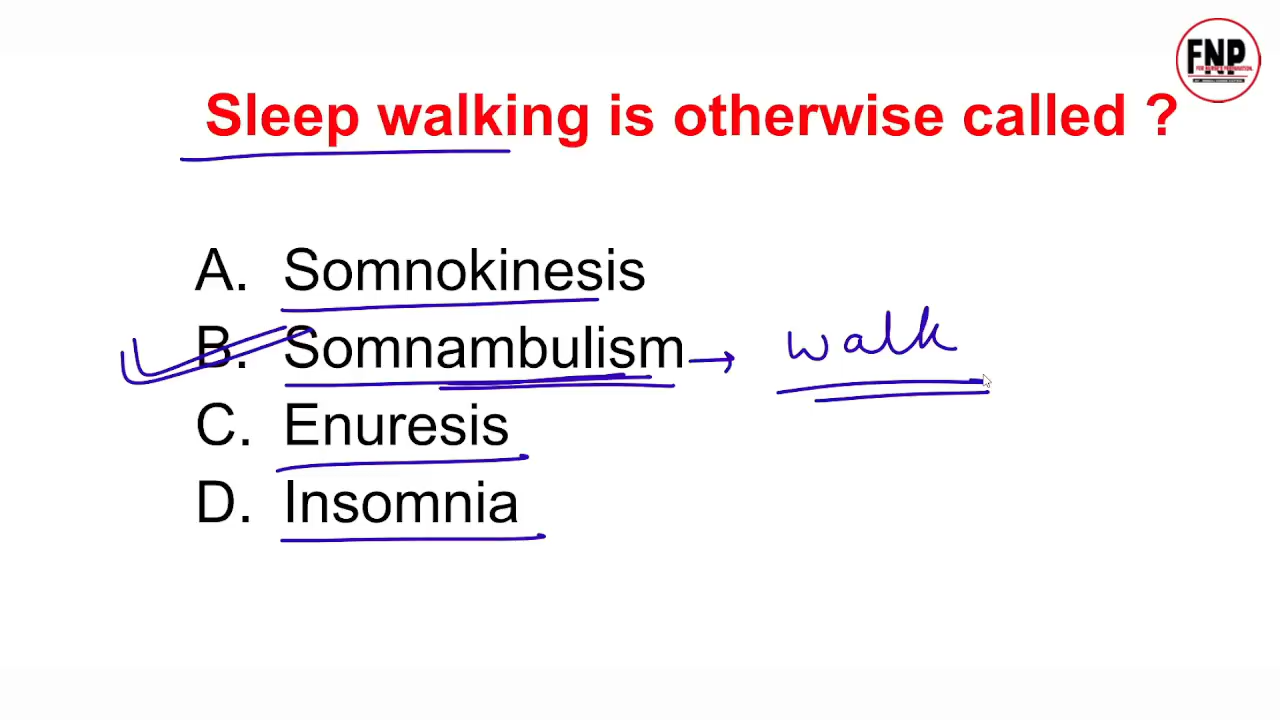 FNP
Sleep walking is otherwise called ?
A. Somnokinesis
B. Somnambulism → walk
C. Enuresis
D. Insomnia